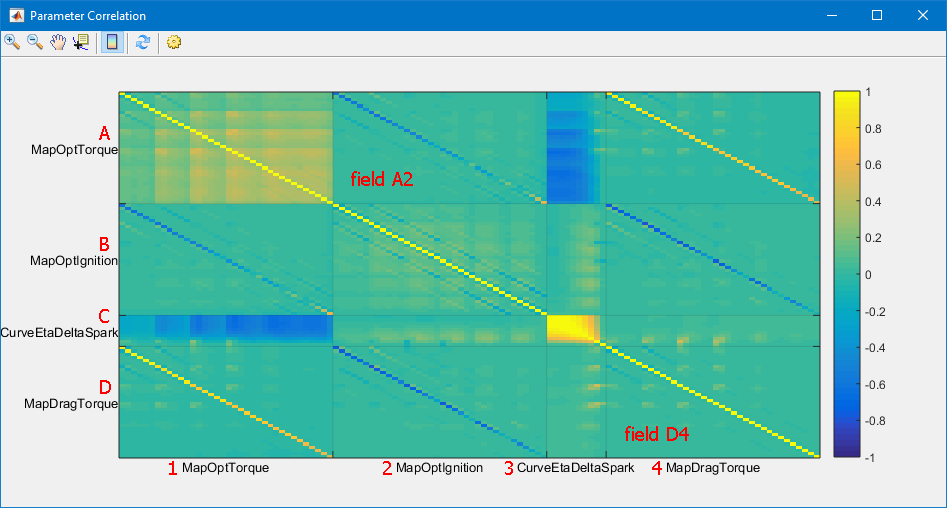 Parameter Correlation
A
MapOptTorque
field A2
B
MapOptIgnition
C
CurveEtaDeltaSpark
D
MapDragTorque
field D4
1 MapOptTorque 2 MapOptIgnition 3 CurveEtaDeltaSpark 4 MapDragTorque
1
0.8
0.6
0.4
0.2
0
-0.2
-0.4
-0.6
-0.8
-1